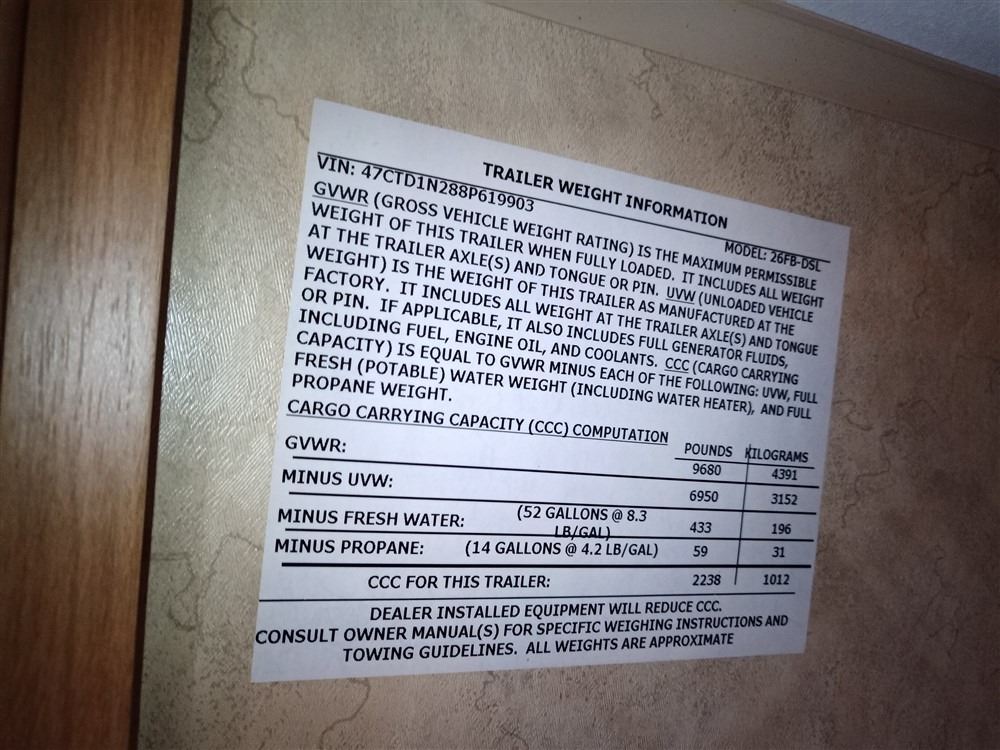 TRAILER WEIGHT INFORMATION
VIN: 47CTD1N288P619903 MODEL: 26FB-DSL
GVWR (GROSS VEHICLE WEIGHT RATING) IS THE MAXIMUM PERMISSIBLE
WEIGHT OF THIS TRAILER WHEN FULLY LOADED. IT INCLUDES ALL WEIGHT
AT THE TRAILER AXLE(S) AND TONGUE OR PIN. UVW (UNLOADED VEHICLE
WEIGHT) IS THE WEIGHT OF THIS TRAILER AS MANUFACTURED AT THE
FACTORY. IT INCLUDES ALL WEIGHT AT THE TRAILER AXLE(S) AND TONGUE
OR PIN. IF APPLICABLE, IT ALSO INCLUDES FULL GENERATOR FLUIDS,
INCLUDING FUEL, ENGINE OIL, AND COOLANTS. CCC (CARGO CARRYING
CAPACITY) IS EQUAL TO GVWR MINUS EACH OF THE FOLLOWING: UVW, FULL
FRESH (POTABLE) WATER WEIGHT (INCLUDING WATER HEATER), AND FULL
PROPANE WEIGHT.
CARGO CARRYING CAPACITY (CCC) COMPUTATION
POUNDS KILOGRAMS
GVWR: 9680 4391
MINUS UVW: 6950 3152
MINUS FRESH WATER: (52 GALLONS @ 8.3
LB/GAL) 433 196
MINUS PROPANE: (14 GALLONS @ 4.2 LB/GAL) 59 31
CCC FOR THIS TRAILER: 2238 1012
DEALER INSTALLED EQUIPMENT WILL REDUCE CCC.
CONSULT OWNER MANUAL(S) FOR SPECIFIC WEIGHING INSTRUCTIONS AND
TOWING GUIDELINES. ALL WEIGHTS ARE APPROXIMATE